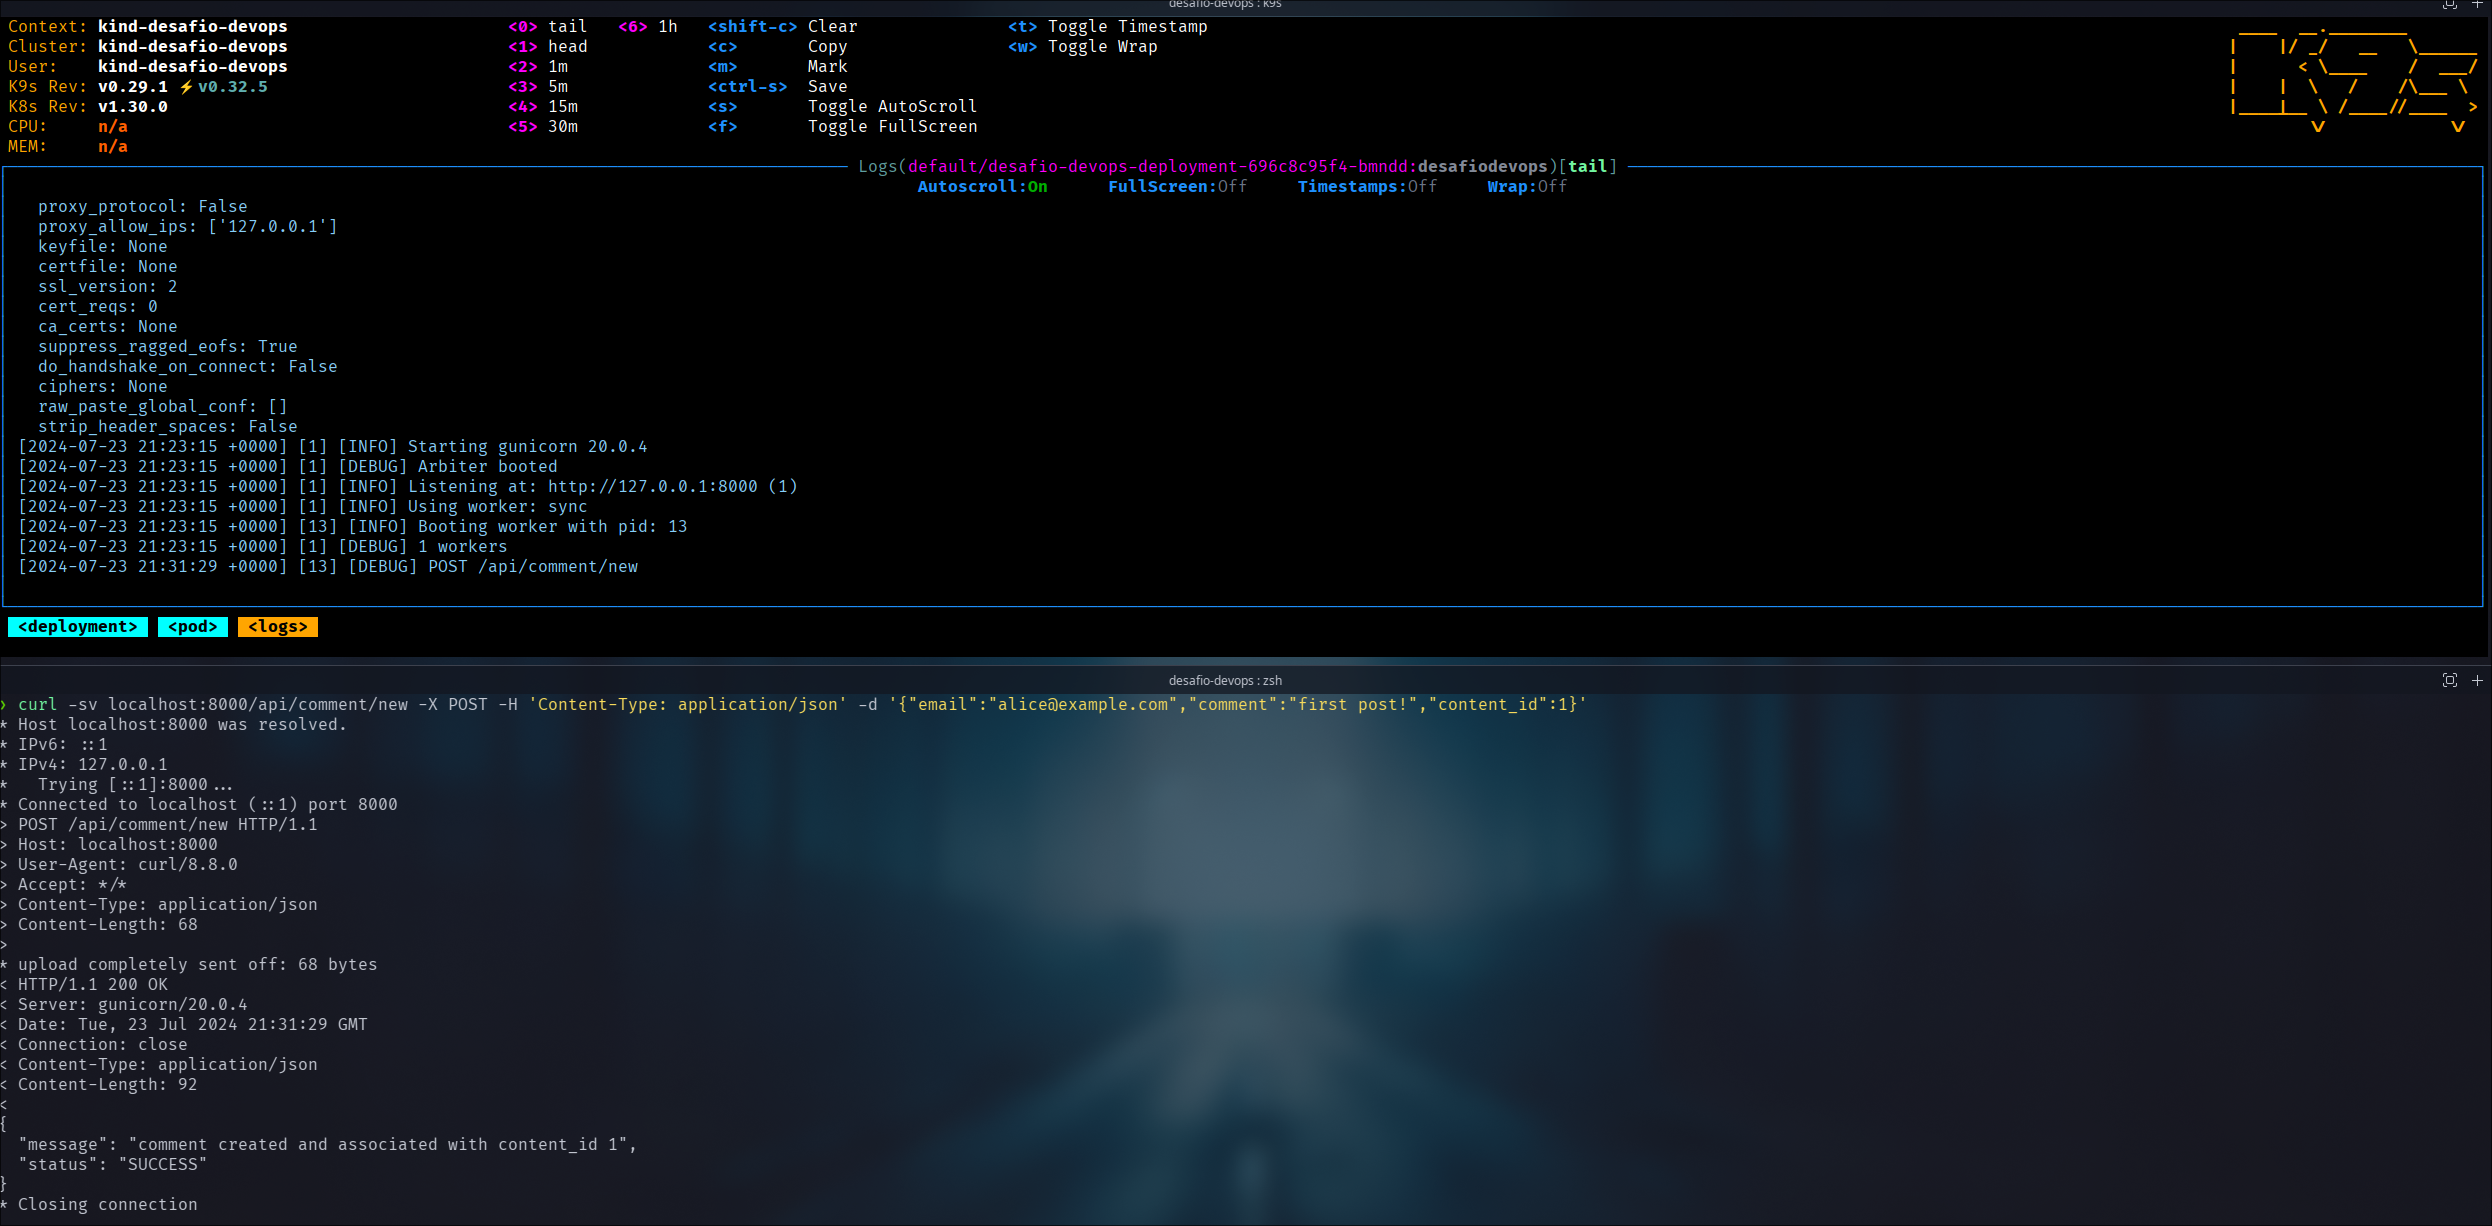 desafio-devops : k9s
Context: kind-desafio-devops <0> tail <6> 1h <shift-c> Clear <t> Toggle Timestamp
Cluster: kind-desafio-devops <1> head <c> Copy <w> Toggle Wrap
User: kind-desafio-devops <2> 1m <m> Mark
K9s Rev: v0.29.1 ⚡v0.32.5 <3> 5m <ctrl-s> Save
K8s Rev: v1.30.0 <4> 15m <s> Toggle AutoScroll
CPU: n/a <5> 30m <f> Toggle FullScreen
MEM: n/a
Logs(default/desafio-devops-deployment-696c8c95f4-bmndd:desafiodevops)[tail]
Autoscroll:On FullScreen:Off Timestamps:Off Wrap:Off
proxy_protocol: False
proxy_allow_ips: ['127.0.0.1']
keyfile: None
certfile: None
ssl_version: 2
cert_reqs: 0
ca_certs: None
suppress_ragged_eofs: True
do_handshake_on_connect: False
ciphers: None
raw_paste_global_conf: []
strip_header_spaces: False
[2024-07-23 21:23:15 +0000] [1] [INFO] Starting gunicorn 20.0.4
[2024-07-23 21:23:15 +0000] [1] [DEBUG] Arbiter booted
[2024-07-23 21:23:15 +0000] [1] [INFO] Listening at: http://127.0.0.1:8000 (1)
[2024-07-23 21:23:15 +0000] [1] [INFO] Using worker: sync
[2024-07-23 21:23:15 +0000] [13] [INFO] Booting worker with pid: 13
[2024-07-23 21:23:15 +0000] [1] [DEBUG] 1 workers
[2024-07-23 21:31:29 +0000] [13] [DEBUG] POST /api/comment/new
<deployment> <pod> <logs>
desafio-devops : zsh
❯ curl -sv localhost:8000/api/comment/new -X POST -H 'Content-Type: application/json' -d '{"email":"alice@example.com","comment":"first post!","content_id":1}'
* Host localhost:8000 was resolved.
* IPv6: ::1
* IPv4: 127.0.0.1
*   Trying [::1]:8000...
* Connected to localhost (::1) port 8000
> POST /api/comment/new HTTP/1.1
> Host: localhost:8000
> User-Agent: curl/8.8.0
> Accept: */*
> Content-Type: application/json
> Content-Length: 68
>
* upload completely sent off: 68 bytes
< HTTP/1.1 200 OK
< Server: gunicorn/20.0.4
< Date: Tue, 23 Jul 2024 21:31:29 GMT
< Connection: close
< Content-Type: application/json
< Content-Length: 92
<
{
"message": "comment created and associated with content_id 1",
"status": "SUCCESS"
}
* Closing connection